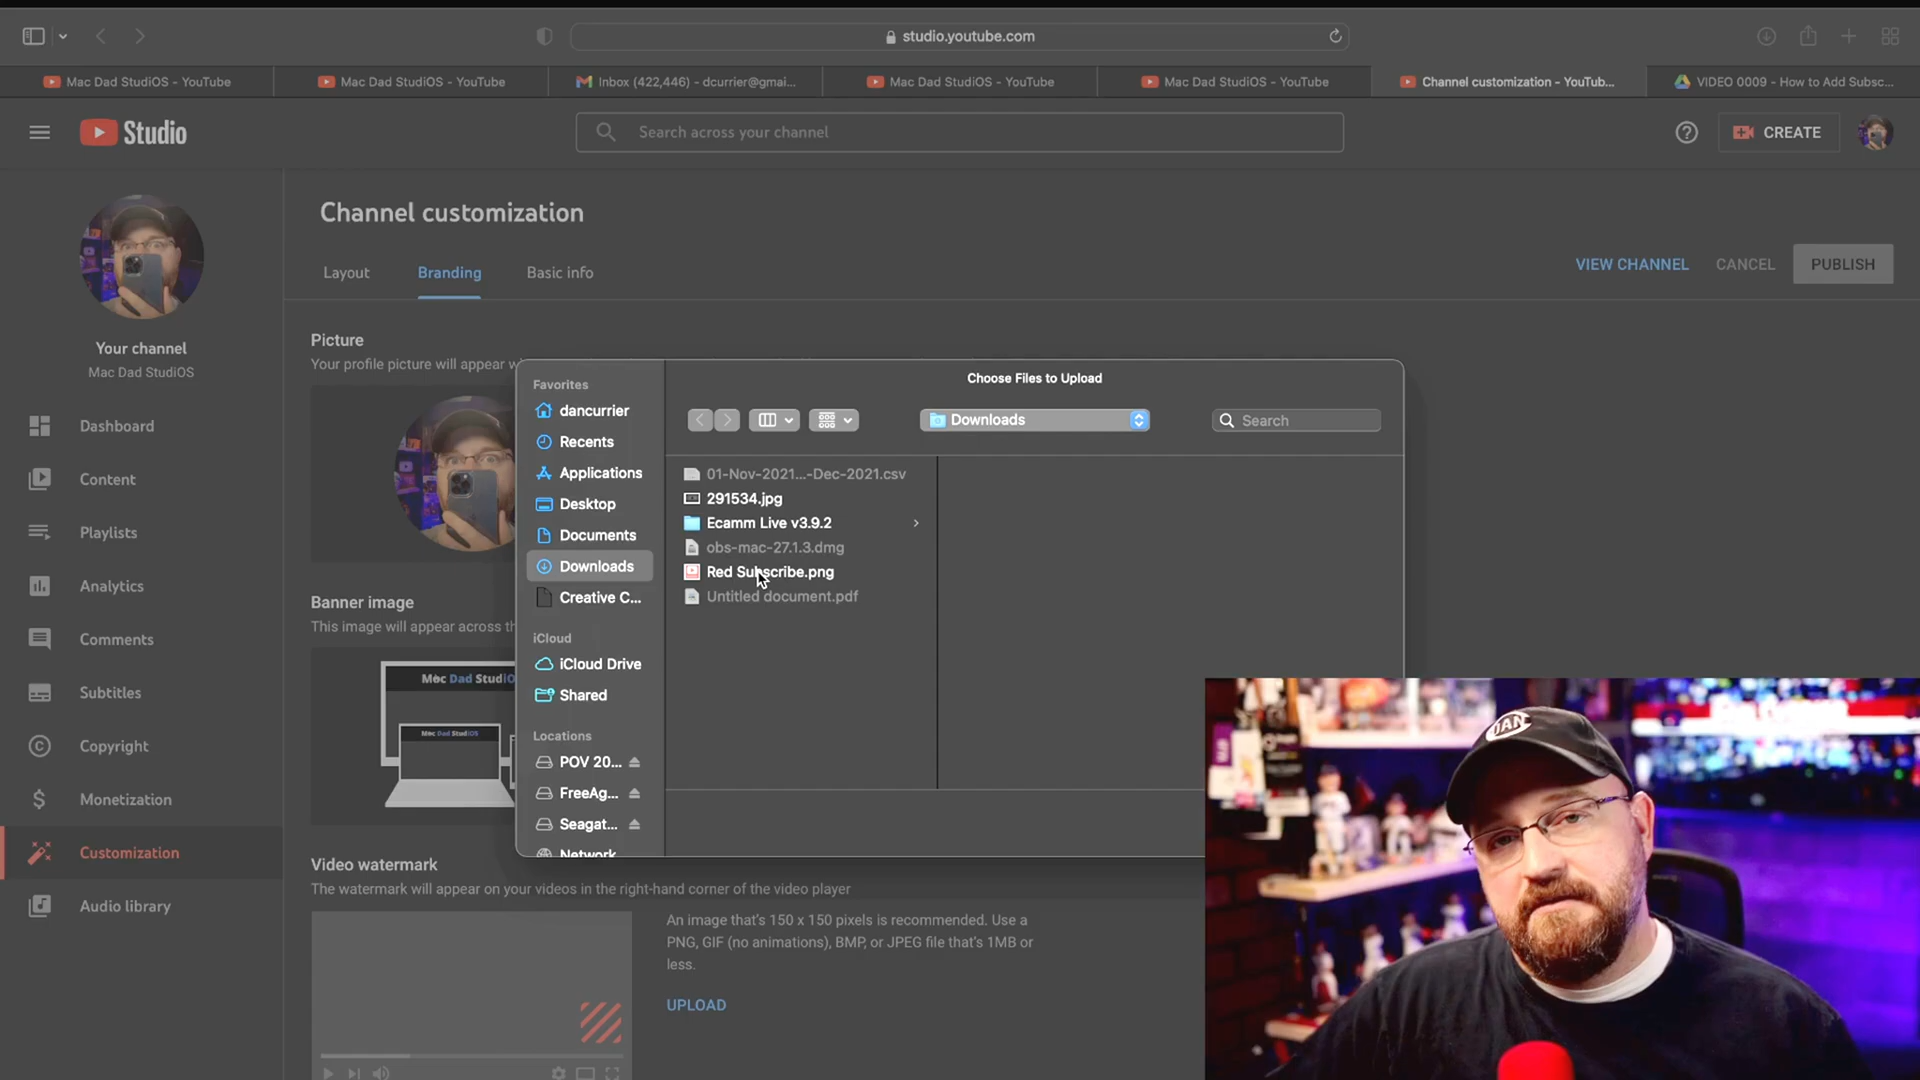 studio.youtube.com
Mac Dad StudiOS - YouTube
Mac Dad StudiOS - YouTube
Inbox (422,446) - dcurrier@gmai...
Mac Dad StudiOS - YouTube
Mac Dad StudiOS - YouTube
Channel customization - YouTub...
VIDEO 0009 - How to Add Subsc...
Studio
Search across your channel
CREATE
Channel customization
Layout
Branding
Basic info
VIEW CHANNEL
CANCEL
PUBLISH
Your channel
Mac Dad StudiOS
Dashboard
Content
Playlists
Analytics
Comments
Subtitles
Copyright
Monetization
Customization
Audio library
Picture
Your profile picture will appear w
Banner image
This image will appear across th
Mac Dad StudiO
Mac Dad StudiOS
Choose Files to Upload
Favorites
dancurrier
Recents
Applications
Desktop
Documents
Downloads
Creative C...
iCloud
iCloud Drive
Shared
Locations
POV 20...
FreeAg...
Seagat...
Network
Downloads
Search
01-Nov-2021...-Dec-2021.csv
291534.jpg
Ecamm Live v3.9.2
obs-mac-27.1.3.dmg
Red Subscribe.png
Untitled document.pdf
Video watermark
The watermark will appear on your videos in the right-hand corner of the video player
An image that's 150 x 150 pixels is recommended. Use a
PNG, GIF (no animations), BMP, or JPEG file that's 1MB or
less.
UPLOAD
DAN